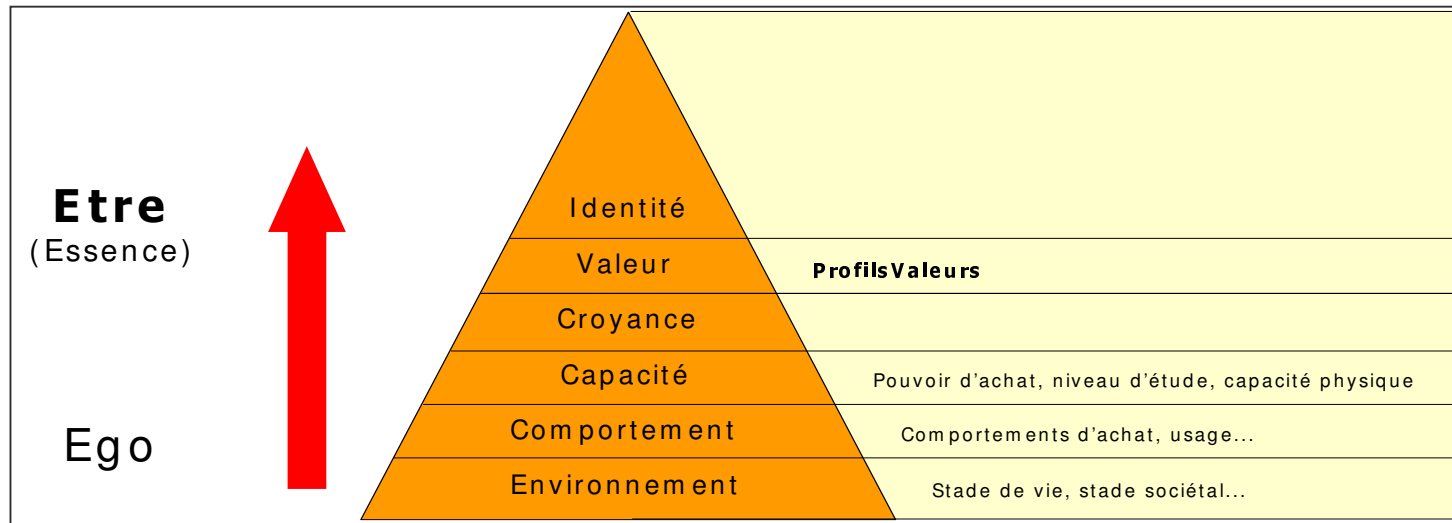 Etre
(Essence)
Ego
Identité
Valeur
ProfilsValeurs
Croyance
Capacité
Pouvoir d'achat, niveau d'étude, capacité physique
Comportement
Comportements d'achat, usage...
Environnement
Stade de vie, stade sociétal...